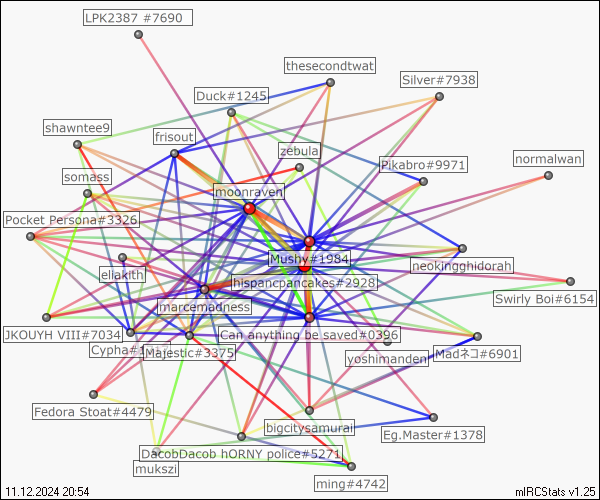 LPK2387 #7690
thesecondtwat
Silver#7938
Duck#1245
shawntee9
frisout
zebula
Pikabro#9971
normalwan
somass
moonraven
Pocket Persona#3326
Mushy#1984
neokingghidorah
ellakith
hispancpancakes#2928
Swirly Boi#6154
marcemadness
JKOUYH VIII#7034
Can anything be saved#0396
Cypha#
Majestic#3375
yoshimanden
Madネコ#6901
Fedora Stoat#4479
bigcitysamurai
Eg.Master#1378
DacobDacob hORNY police#5271
mukszi
ming#4742
11.12.2024 20:54
mIRCStats v1.25